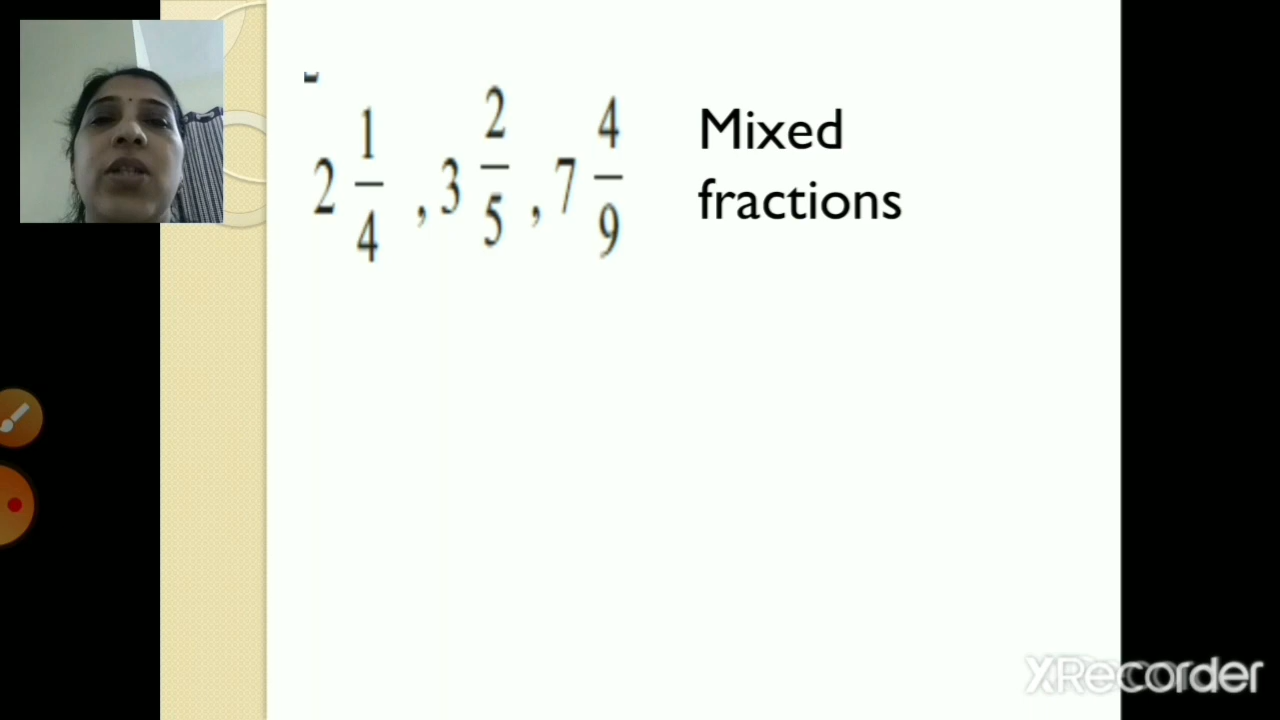 2 1/4 , 3 2/5 , 7 4/9
Mixed
fractions
XRecorder